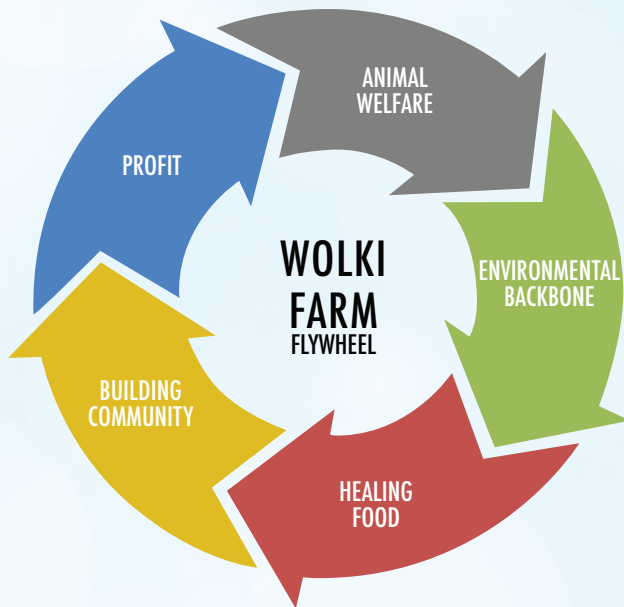 ANIMAL
WELFARE
PROFIT
WOLKI
FARM
FLYWHEEL
ENVIRONMENTAL
BACKBONE
BUILDING
COMMUNITY
HEALING
FOOD